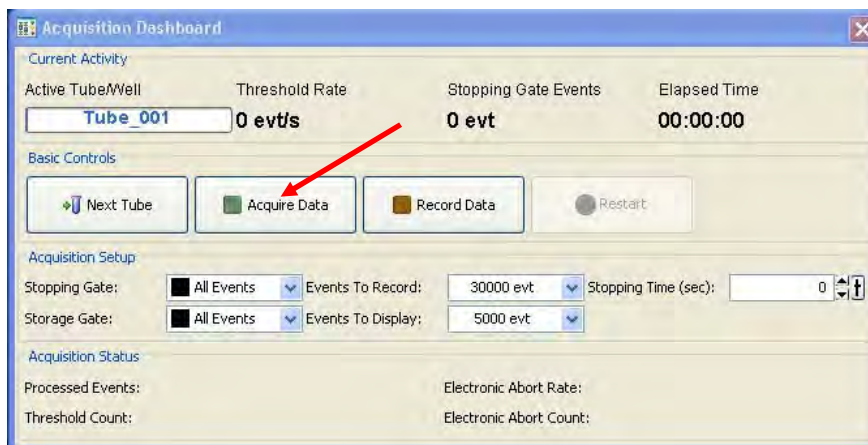 Acquisition Dashboard
Current Activity
Active Tube/Well Threshold Rate Stopping Gate Events Elapsed Time
Tube_001 0 evt/s 0 evt 00:00:00
Basic Controls
Next Tube Acquire Data Record Data Restart
Acquisition Setup
Stopping Gate: All Events Events To Record: 30000 evt Stopping Time (sec): 0
Storage Gate: All Events Events To Display: 5000 evt
Acquisition Status
Processed Events: Electronic Abort Rate:
Threshold Count: Electronic Abort Count: